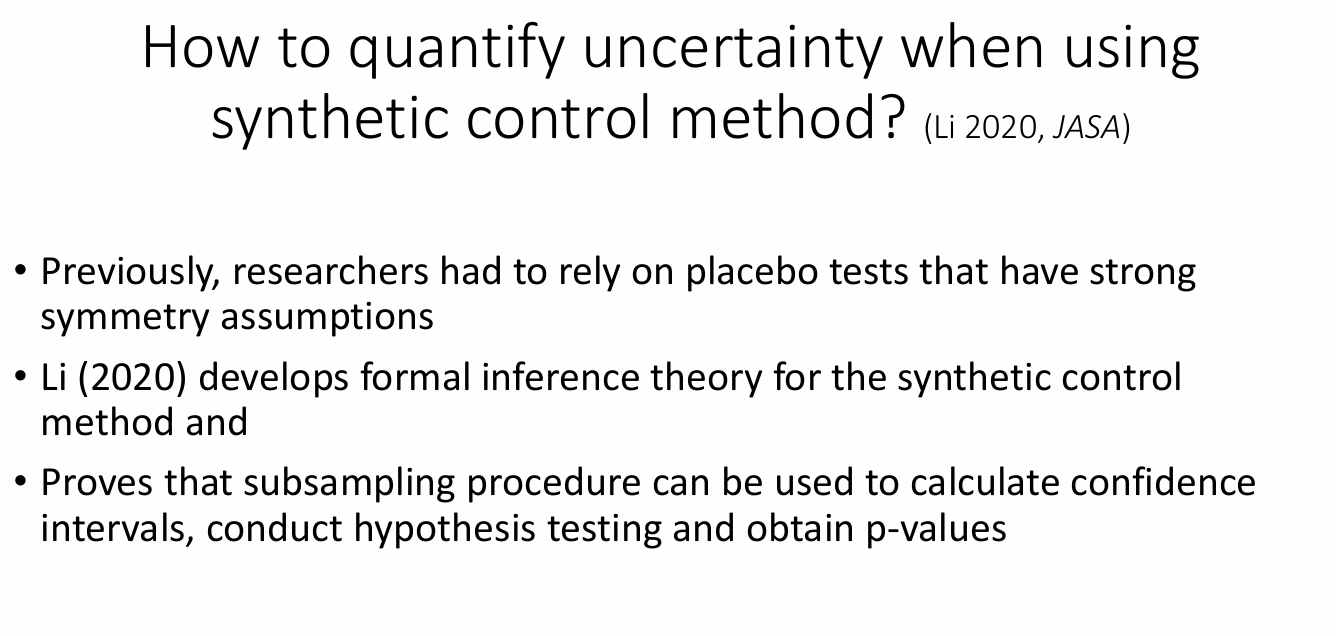 How to quantify uncertainty when using
synthetic control method? (Li 2020, JASA)
• Previously, researchers had to rely on placebo tests that have strong
symmetry assumptions
• Li (2020) develops formal inference theory for the synthetic control
method and
• Proves that subsampling procedure can be used to calculate confidence
intervals, conduct hypothesis testing and obtain p-values